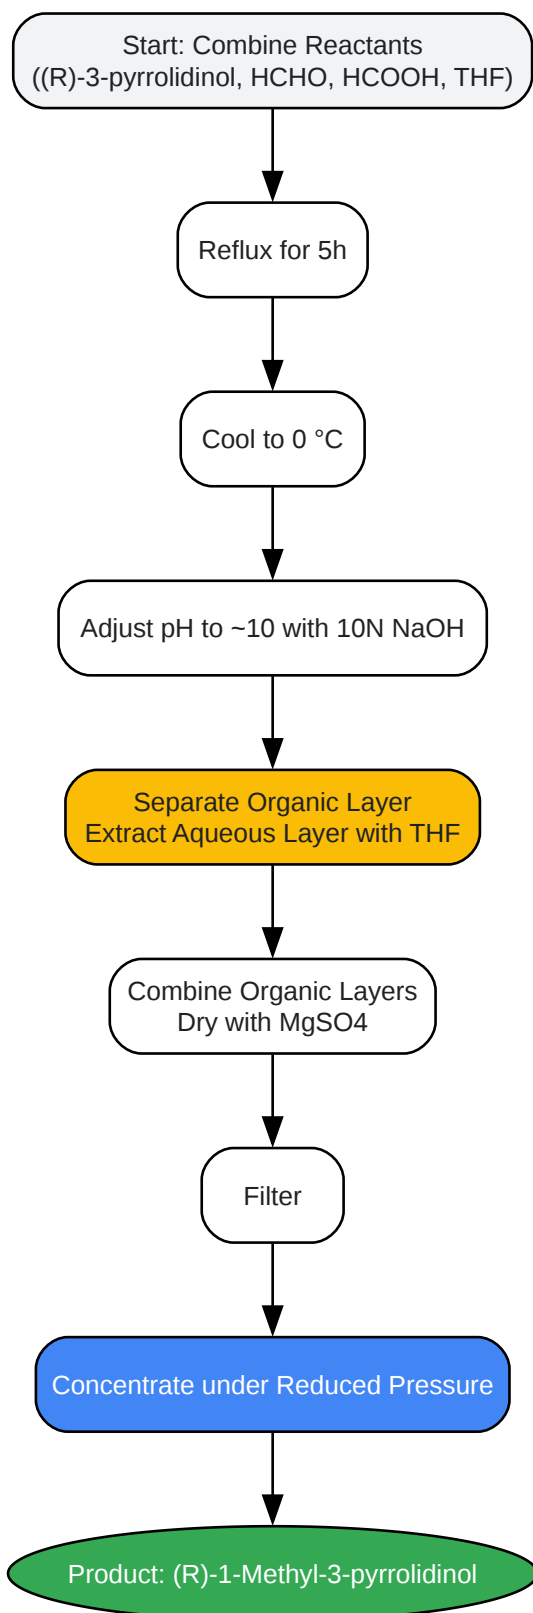 Start: Combine Reactants
((R)-3-pyrrolidinol, HCHO, HCOOH, THF)
Reflux for 5h
Cool to 0 °C
Adjust pH to ~10 with 10N NaOH
Separate Organic Layer
Extract Aqueous Layer with THF
Combine Organic Layers
Dry with MgSO4
Filter
Concentrate under Reduced Pressure
Product: (R)-1-Methyl-3-pyrrolidinol